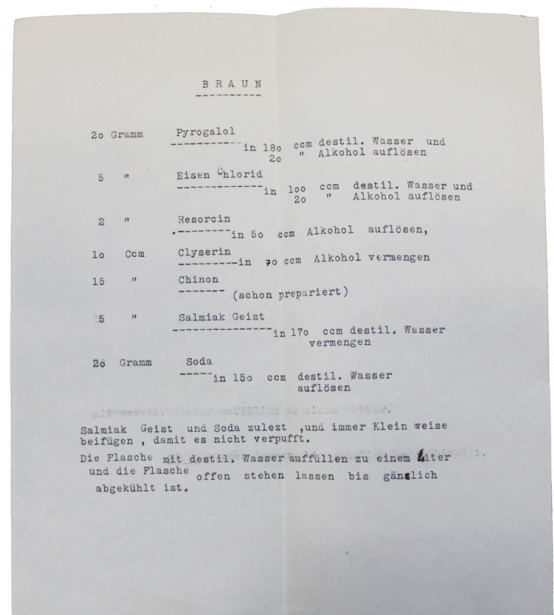 B R A U N
2o Gramm Pyrogalol
in 18o ccm destil. Wasser und
2o " Alkohol auflösen
5 " Eisen Chlorid
in 1oo ccm destil. Wasser und
2o " Alkohol auflösen
2 " Resorcin
in 5o ccm Alkohol auflösen,
1o Ccm Clyserin
in 7o ccm Alkohol vermengen
15 " Chinon
(schon prepariert)
5 " Salmiak Geist
in 17o ccm destil. Wasser
vermengen
2o Gramm Soda
in 15o ccm destil. Wasser
auflösen
Salmiak Geist und Soda zulezt ,und immer Klein weise
beifügen , damit es nicht verpufft.
Die Flasche mit destil. Wasser auffüllen zu einem Liter
und die Flasche offen stehen lassen bis gänslich
abgekühlt ist.